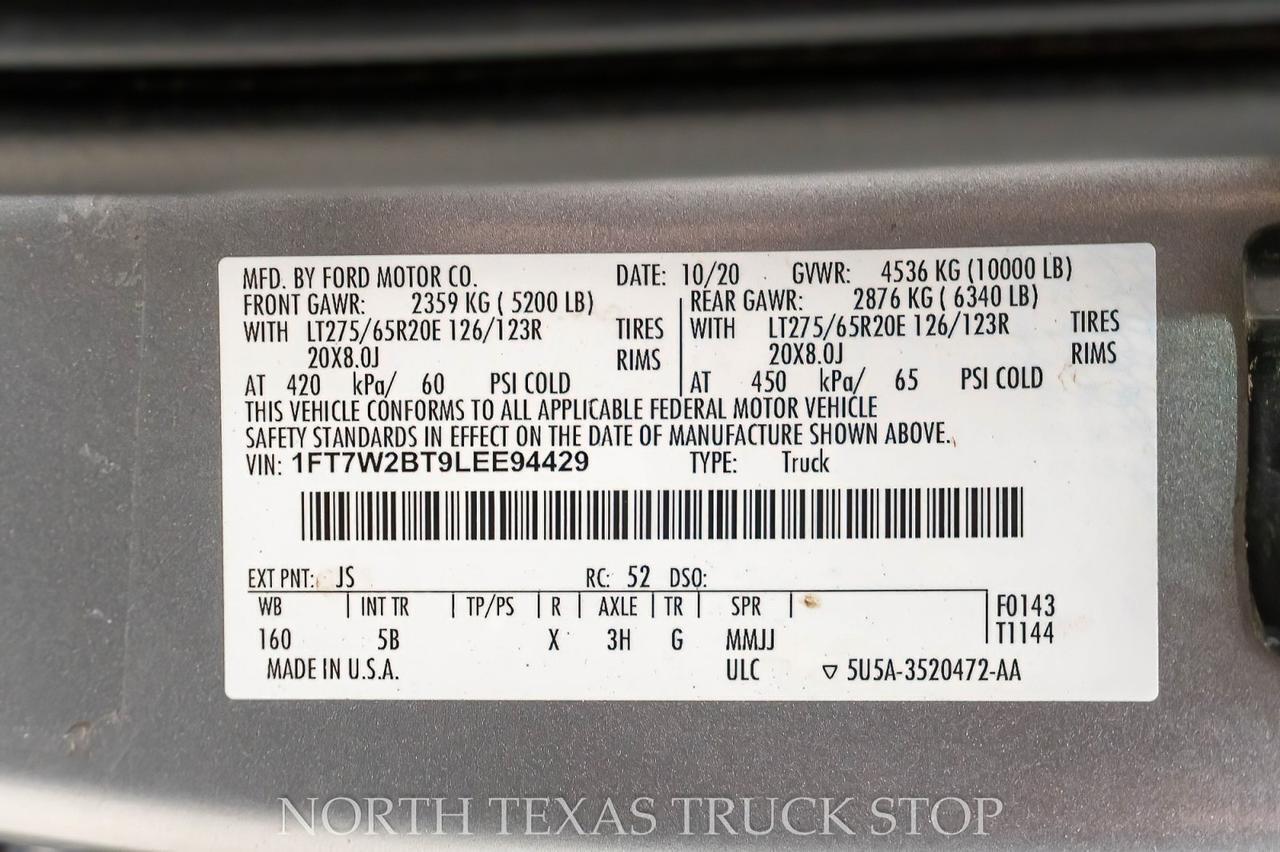 MFD. BY FORD MOTOR CO. DATE: 10/20 GVWR: 4536 KG (10000 LB)
FRONT GAWR: 2359 KG ( 5200 LB) REAR GAWR: 2876 KG ( 6340 LB)
WITH LT275/65R20E 126/123R TIRES WITH LT275/65R20E 126/123R TIRES
20X8.0J RIMS 20X8.0J RIMS
AT 420 kPa/ 60 PSI COLD AT 450 kPa/ 65 PSI COLD
THIS VEHICLE CONFORMS TO ALL APPLICABLE FEDERAL MOTOR VEHICLE
SAFETY STANDARDS IN EFFECT ON THE DATE OF MANUFACTURE SHOWN ABOVE.
VIN: 1FT7W2BT9LEE94429 TYPE: Truck
EXT PNT: JS RC: 52 DSO:
WB INT TR TP/PS R AXLE TR SPR F0143
160 5B X 3H G MMJJ T1144
MADE IN U.S.A. ULC ▽ 5U5A-3520472-AA
NORTH TEXAS TRUCK STOP